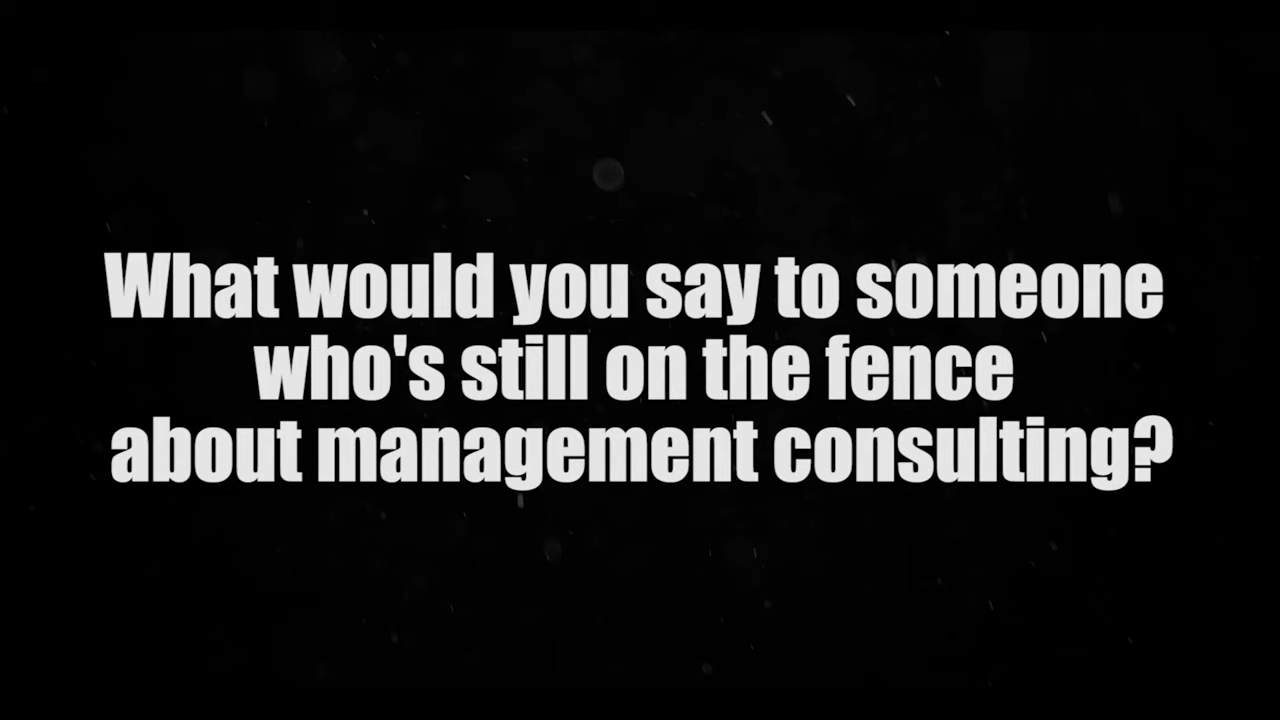 What would you say to someone
who's still on the fence
about management consulting?